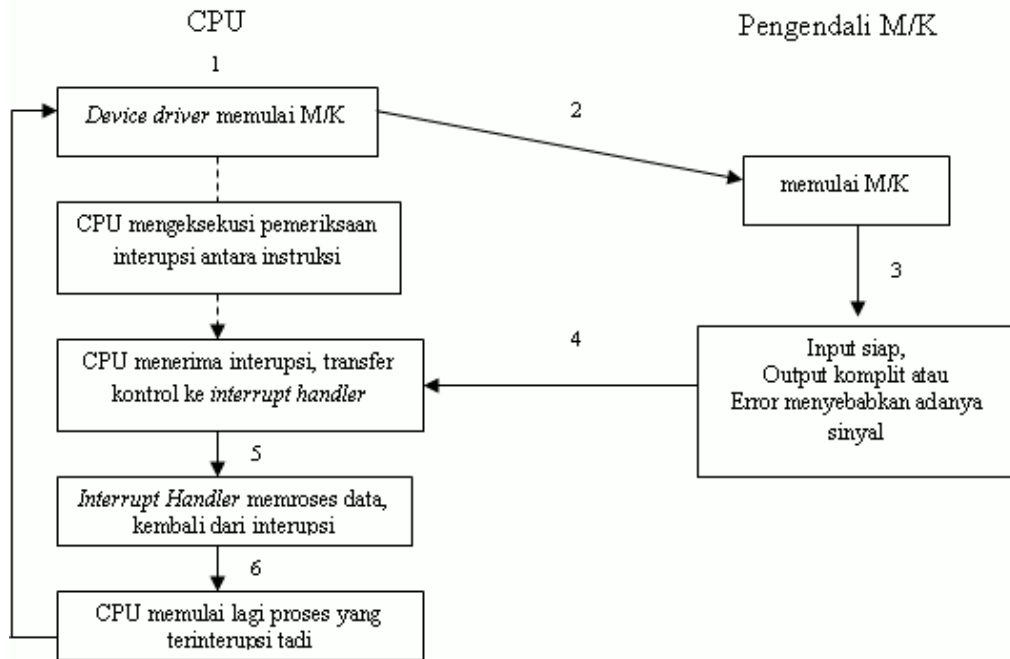 CPU
Pengendali M/K
1
Device driver memulai M/K
2
memulai M/K
CPU mengeksekusi pemeriksaan
interupsi antara instruksi
3
4
CPU menerima interupsi, transfer
kontrol ke interrupt handler
Input siap,
Output komplit atau
Error menyebabkan adanya
sinyal
5
Interrupt Handler memroses data,
kembali dari interupsi
6
CPU memulai lagi proses yang
terinterupsi tadi